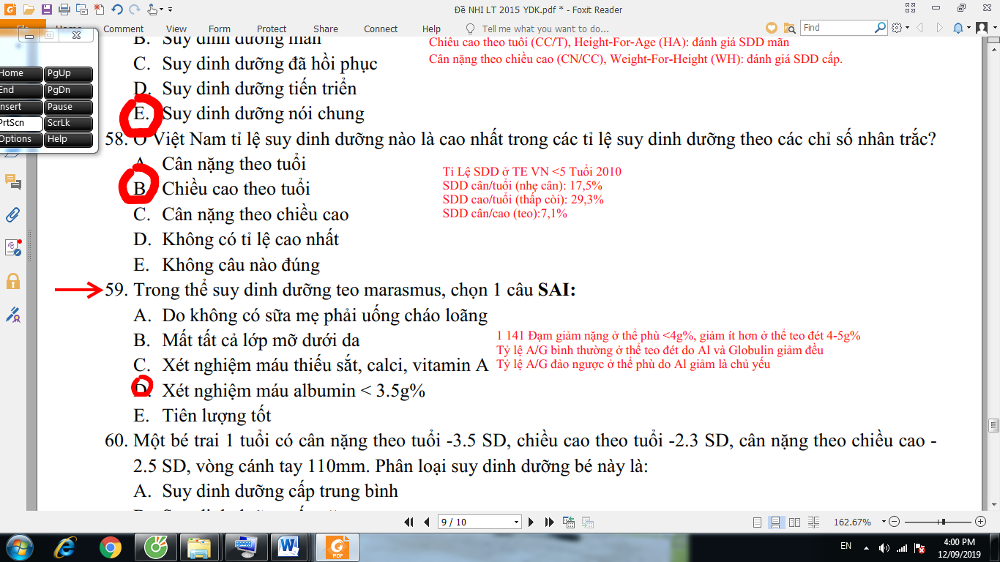 Đề NHI LT 2015 YDK.pdf * - Foxit Reader
Home
Comment
View
Form
Protect
Share
Connect
Help
Tell me what you want to do...
Find
Home PgUp
End PgDn
Insert Pause
PrtScn ScrLk
Options Help
B. Suy dinh dưỡng mãn
Chiều cao theo tuổi (CC/T), Height-For-Age (HA): đánh giá SDD mãn
C. Suy dinh dưỡng đã hồi phục
Cân nặng theo chiều cao (CN/CC), Weight-For-Height (WH): đánh giá SDD cấp.
D. Suy dinh dưỡng tiến triển
E. Suy dinh dưỡng nói chung
58. Ở Việt Nam tỉ lệ suy dinh dưỡng nào là cao nhất trong các tỉ lệ suy dinh dưỡng theo các chỉ số nhân trắc?
A. Cân nặng theo tuổi
B. Chiều cao theo tuổi
C. Cân nặng theo chiều cao
D. Không có tỉ lệ cao nhất
E. Không câu nào đúng
Tỉ Lệ SDD ở TE VN <5 Tuổi 2010
SDD cân/tuổi (nhẹ cân): 17,5%
SDD cao/tuổi (thấp còi): 29,3%
SDD cân/cao (teo):7,1%
59. Trong thể suy dinh dưỡng teo marasmus, chọn 1 câu SAI:
A. Do không có sữa mẹ phải uống cháo loãng
B. Mất tất cả lớp mỡ dưới da
C. Xét nghiệm máu thiếu sắt, calci, vitamin A
D. Xét nghiệm máu albumin < 3.5g%
E. Tiên lượng tốt
1 141 Đạm giảm nặng ở thể phù <4g%, giảm ít hơn ở thể teo đét 4-5g%
Tỷ lệ A/G bình thường ở thể teo đét do Al và Globulin giảm đều
Tỷ lệ A/G đảo ngược ở thể phù do Al giảm là chủ yếu
60. Một bé trai 1 tuổi có cân nặng theo tuổi -3.5 SD, chiều cao theo tuổi -2.3 SD, cân nặng theo chiều cao -
2.5 SD, vòng cánh tay 110mm. Phân loại suy dinh dưỡng bé này là:
A. Suy dinh dưỡng cấp trung bình
9 / 10
162.67%
PDF
EN
4:00 PM
12/09/2019